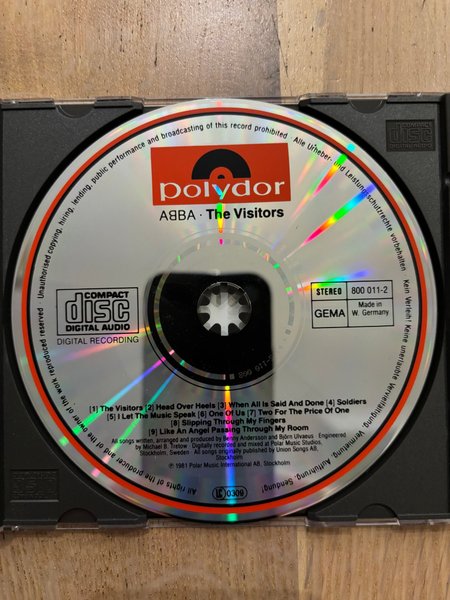 polydor
AᗺBA · The Visitors
COMPACT
disc
DIGITAL AUDIO
DIGITAL RECORDING
STEREO 800 011-2
GEMA Made in W. Germany
[1] The Visitors [2] Head Over Heels [3] When All Is Said And Done [4] Soldiers
[5] I Let The Music Speak [6] One Of Us [7] Two For The Price Of One
[8] Slipping Through My Fingers
[9] Like An Angel Passing Through My Room
All songs written, arranged and produced by Benny Andersson and Björn Ulvaeus · Engineered
by Michael B. Tretow · Digitally recorded and mixed at Polar Music Studios,
Stockholm, Sweden · All songs originally published by Union Songs AB,
Stockholm
℗ 1981 Polar Music International AB, Stockholm
LC 0309
All rights of the producer and of the owner of the work reproduced reserved · Unauthorised copying, hiring, lending, public performance and broadcasting of this record prohibited · Alle Urheber- und Leistungsschutzrechte vorbehalten · Kein Verleih! Keine unerlaubte Vervielfältigung, Vermietung, Aufführung, Sendung!